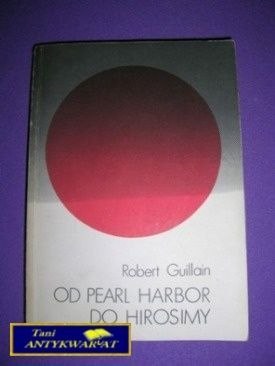 Robert Guillain
OD PEARL HARBOR
DO HIROSIMY
Tani
ANTYKWARIAT